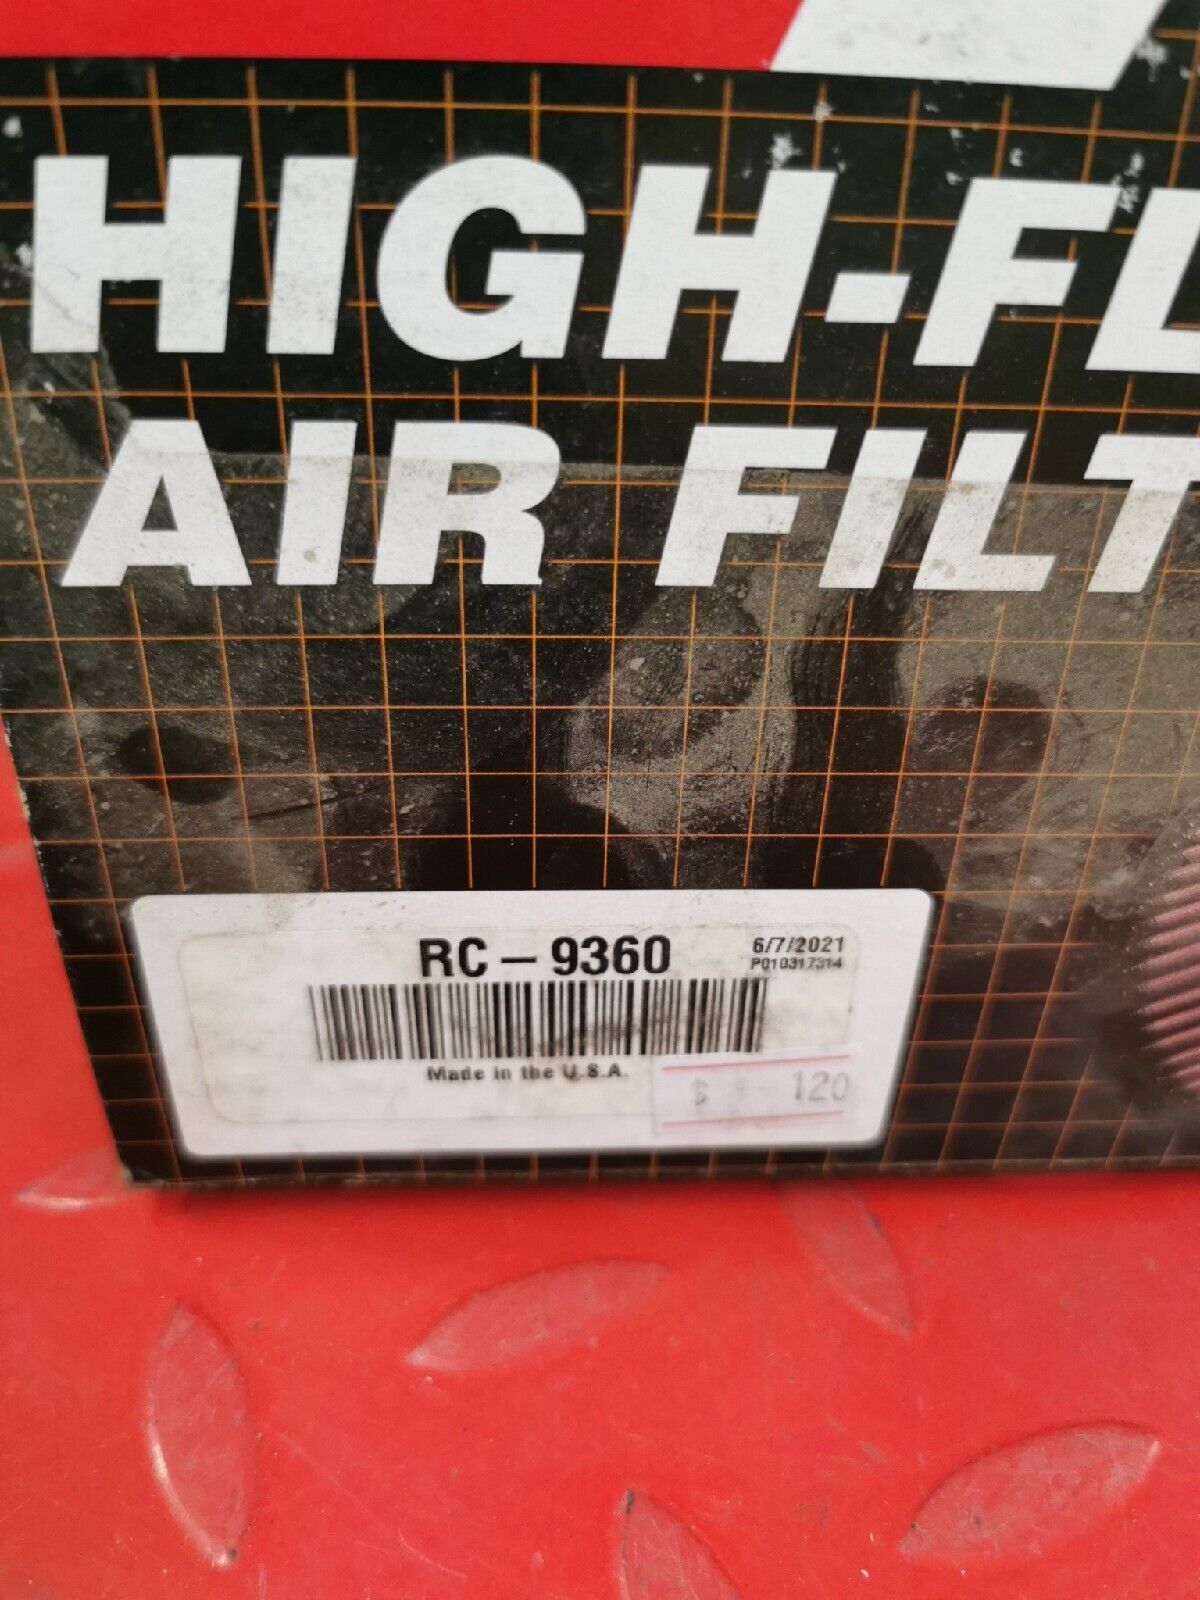 HIGH-FL
AIR FILT
RC – 9360
6/7/2021
P010317314
Made in the U.S.A.
$ 120